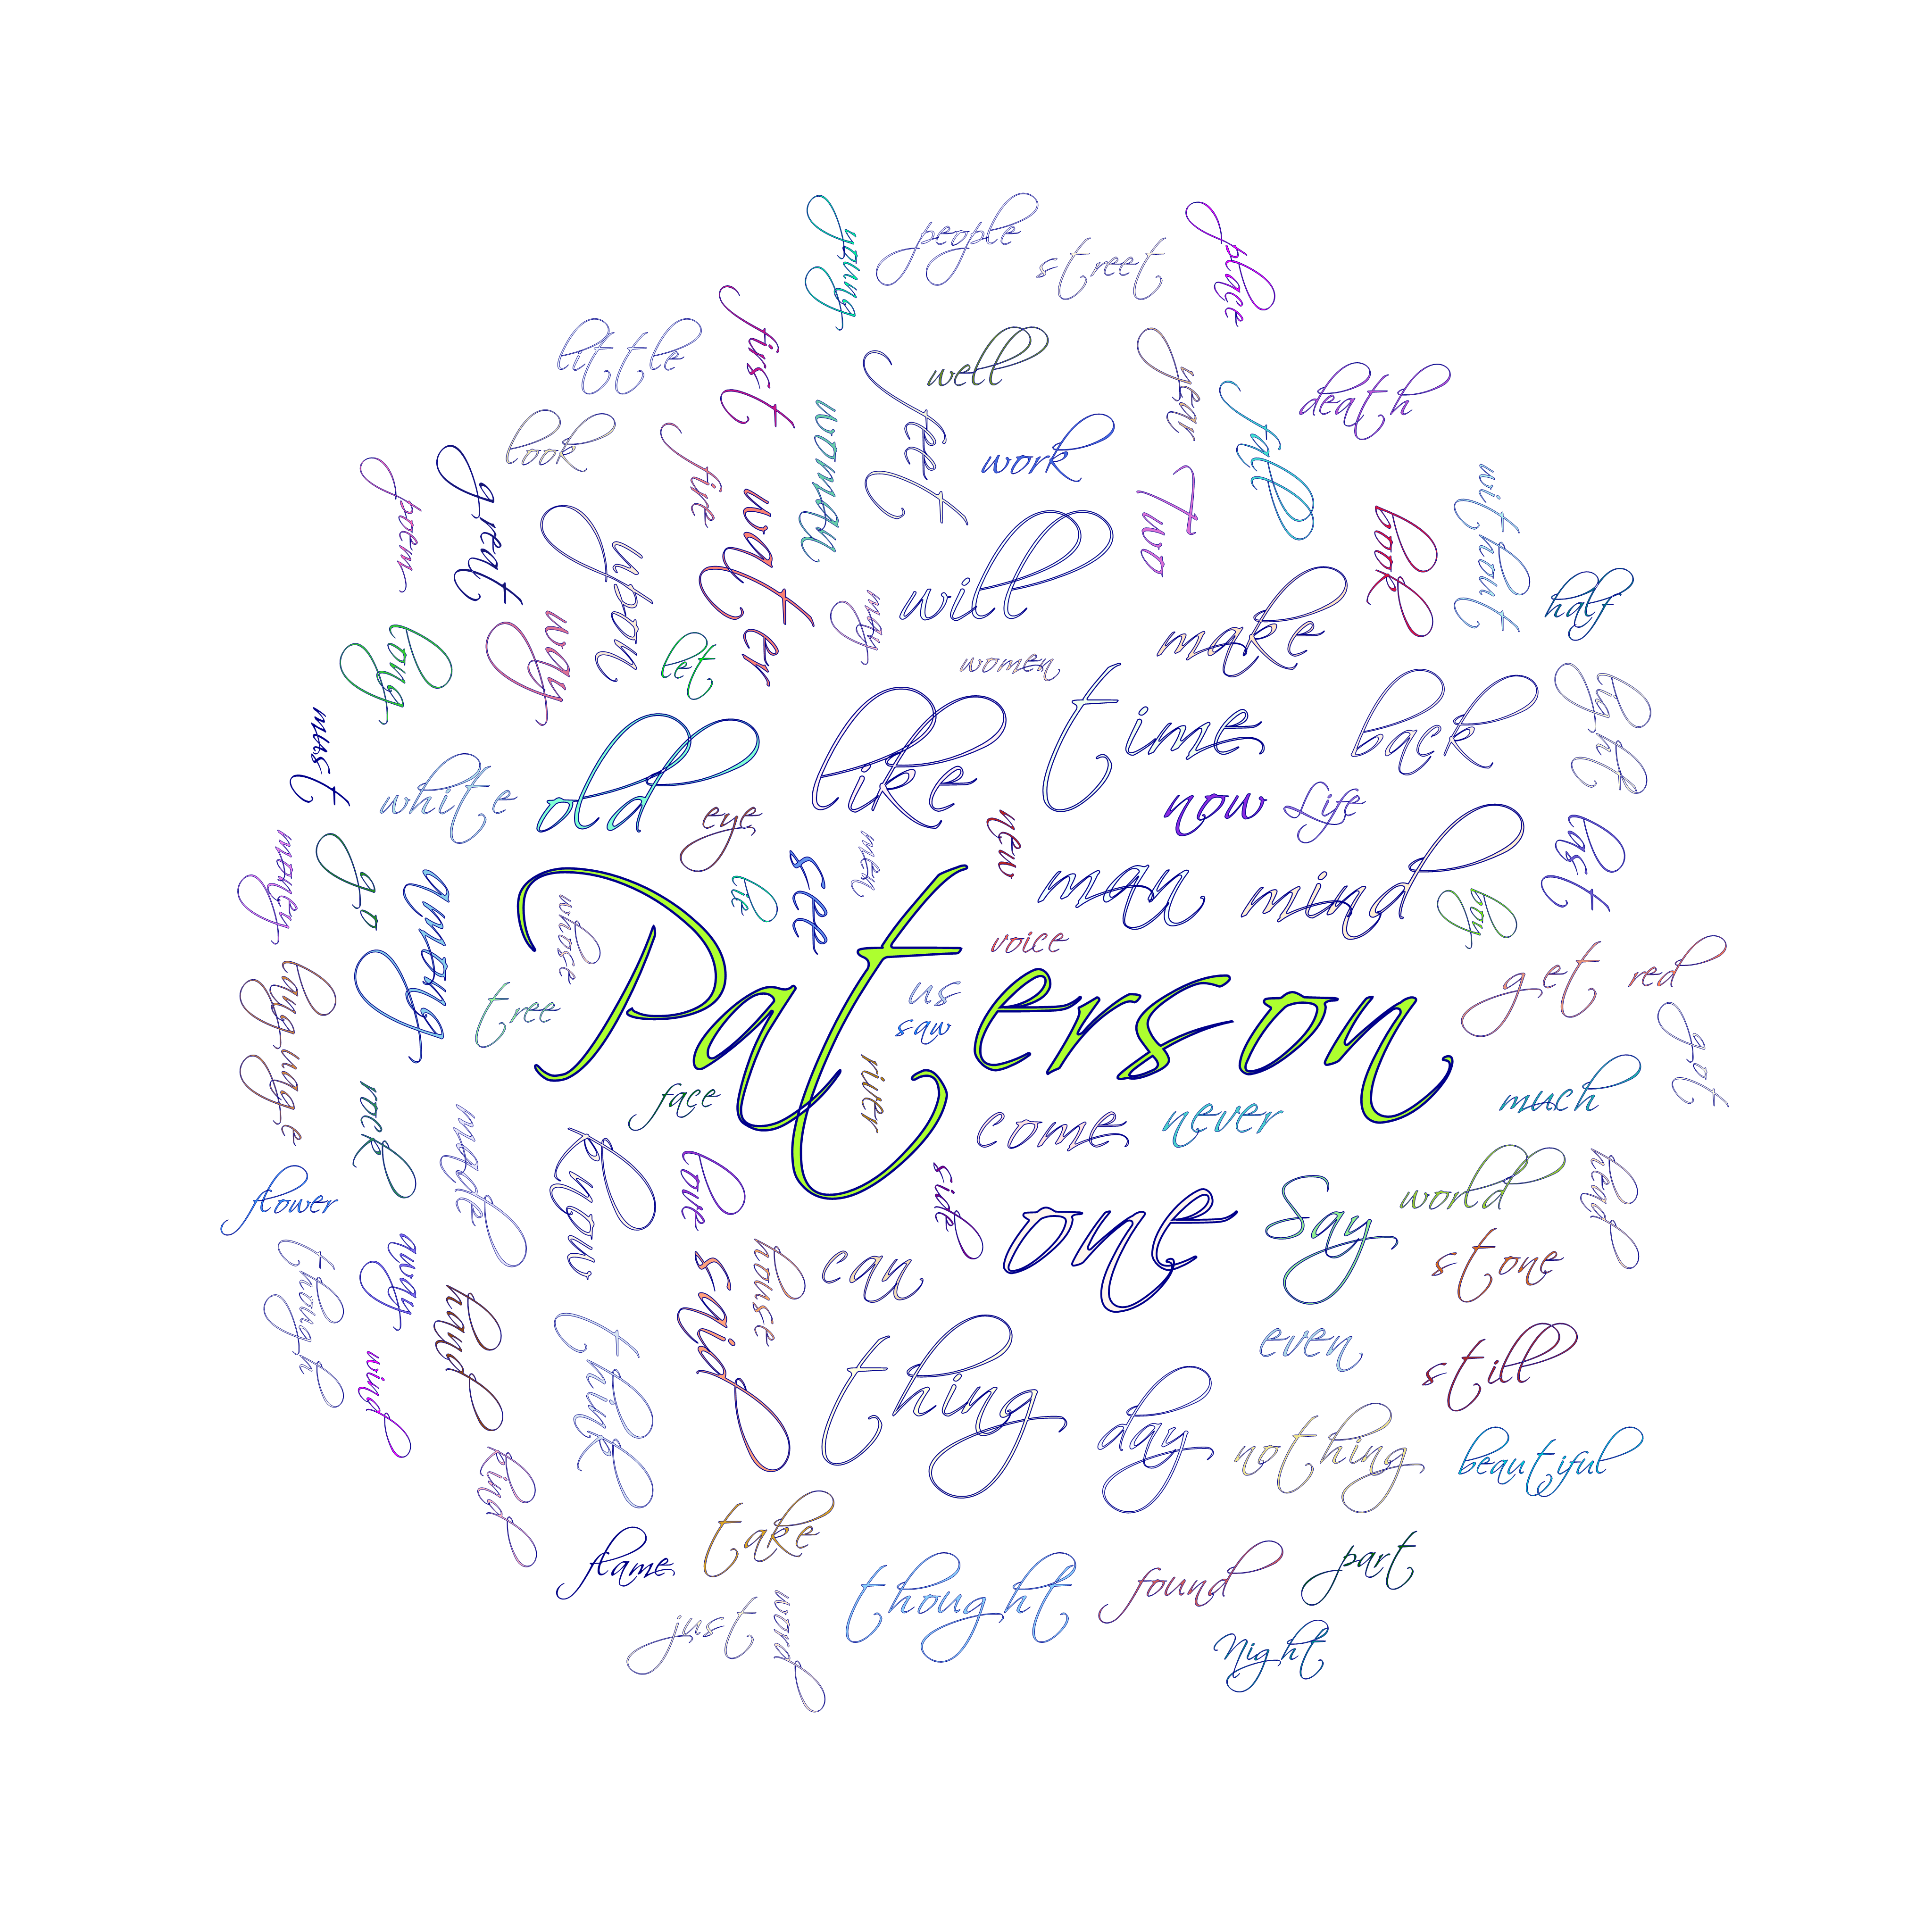 young
people
street
place
little
first
well
year
death
look
woman
feet
work
fall
poem
great
fire
water
Two
book
without
upon
will
half
long
way
let
may
women
make
light
must
white
old
like
time
back
now
Life
last
eye
money
go
among
lie
see
men
new
man
mind
boy
whose
voice
get
red
language
tree
Paterson
us
saw
got
rock
face
river
come
never
much
made
know
love
side
one
Say
world
head
flower
though
away
hand
said
house
can
stone
wind
think
thing
day
even
still
kind
nothing
beautiful
flame
take
thought
found
part
just
word
Night